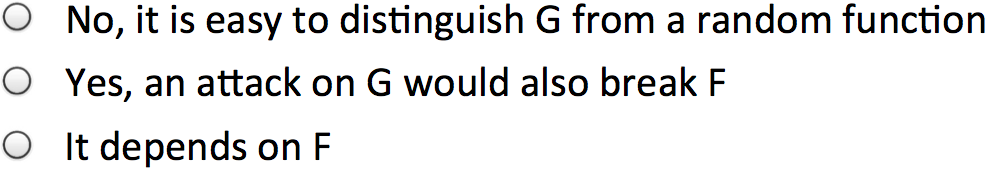 No, it is easy to distinguish G from a random function
Yes, an attack on G would also break F
It depends on F